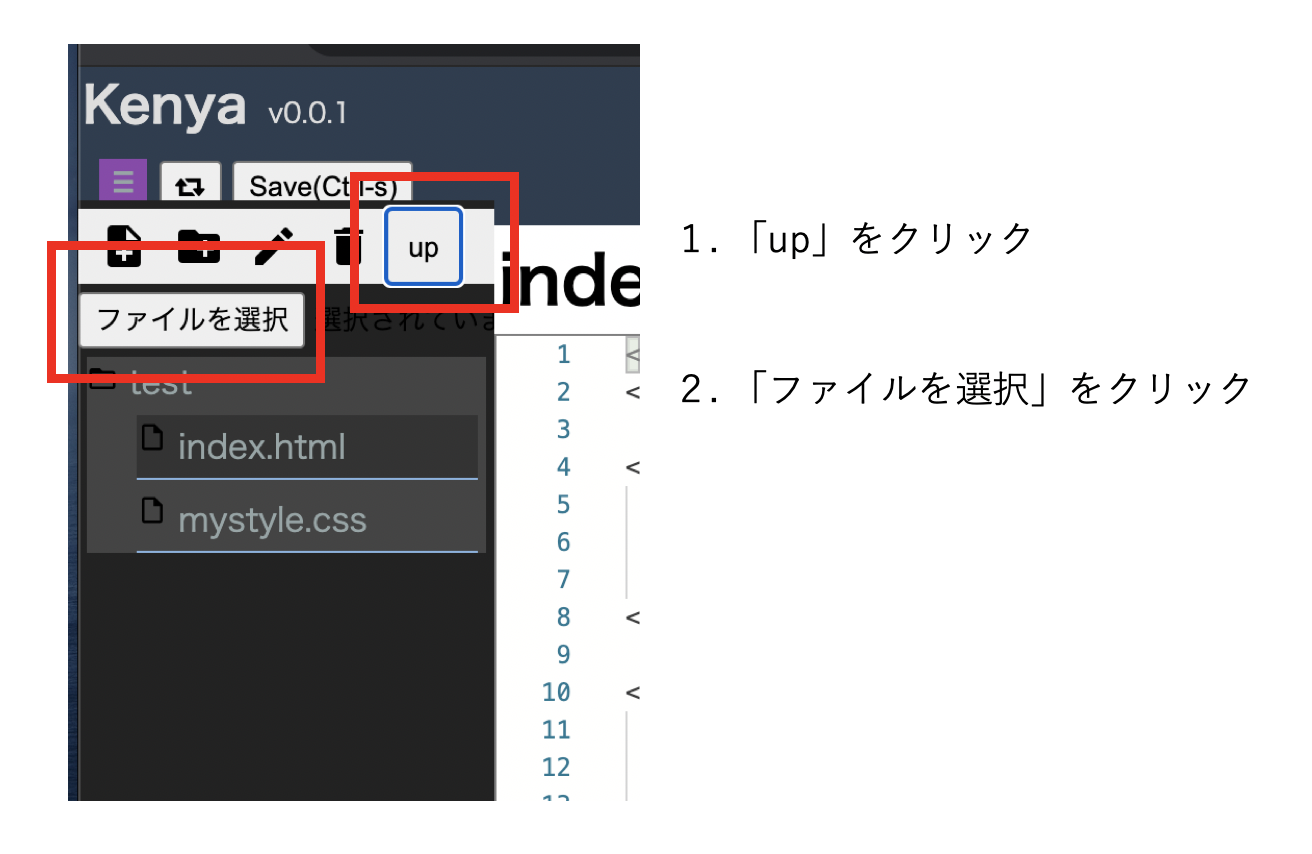 Kenya v0.0.1
Save(Ctrl-s)
up
ファイルを選択 選択されていま
test
index.html
mystyle.css
inde
1 <
2 <
3
4 <
5
6
7
8 <
9
10 <
11
12
13
1. 「up」をクリック
2. 「ファイルを選択」をクリック